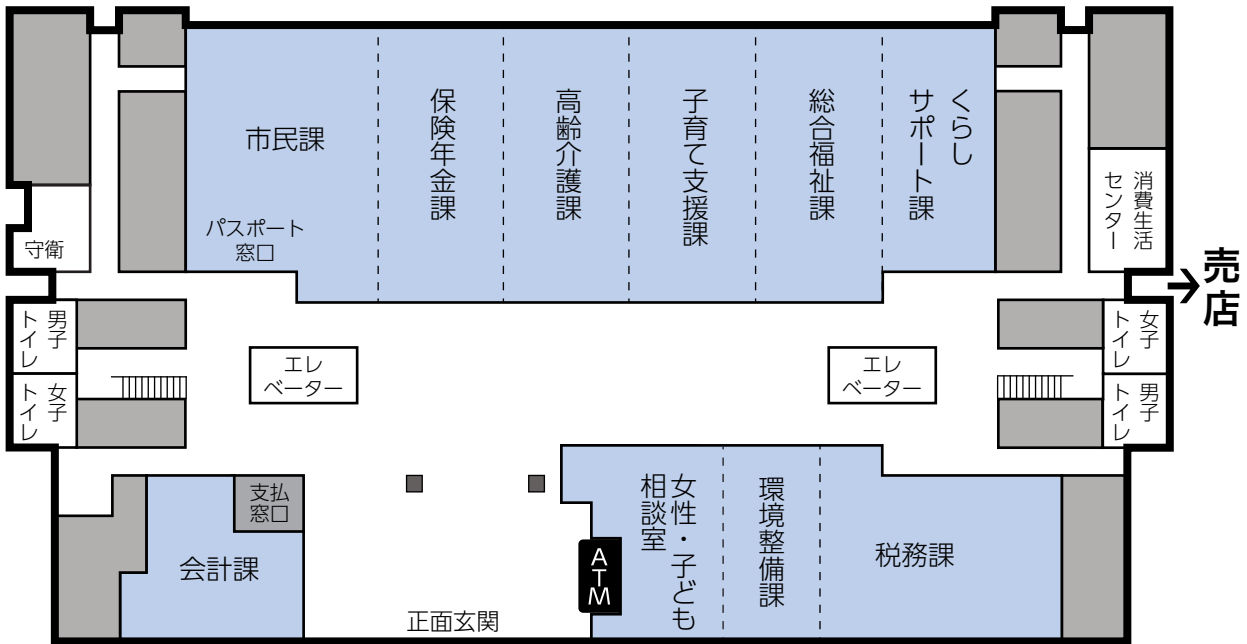 市民課
パスポート
窓口
保険年金課
高齢介護課
子育て支援課
総合福祉課
くらし
サポート課
消費生活
センター
守衛
売店
男子
トイレ
女子
トイレ
エレ
ベーター
エレ
ベーター
女子
トイレ
男子
トイレ
支払
窓口
会計課
正面玄関
ATM
女性・子ども
相談室
環境整備課
税務課